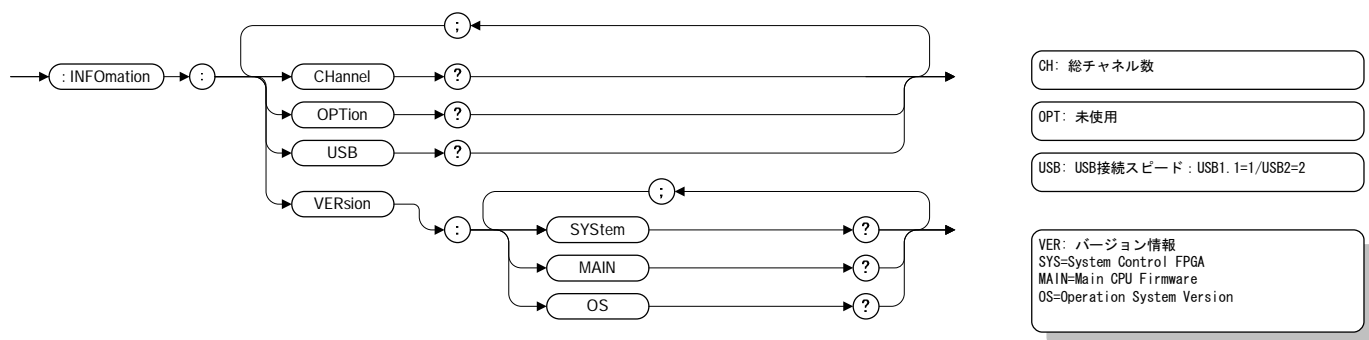 ;
: INFOmation : CHannel ?
OPTion ?
USB ?
VERsion : SYStem ?
;
MAIN ?
OS ?
CH: 総チャネル数
OPT: 未使用
USB: USB接続スピード：USB1.1=1/USB2=2
VER: バージョン情報
SYS=System Control FPGA
MAIN=Main CPU Firmware
OS=Operation System Version